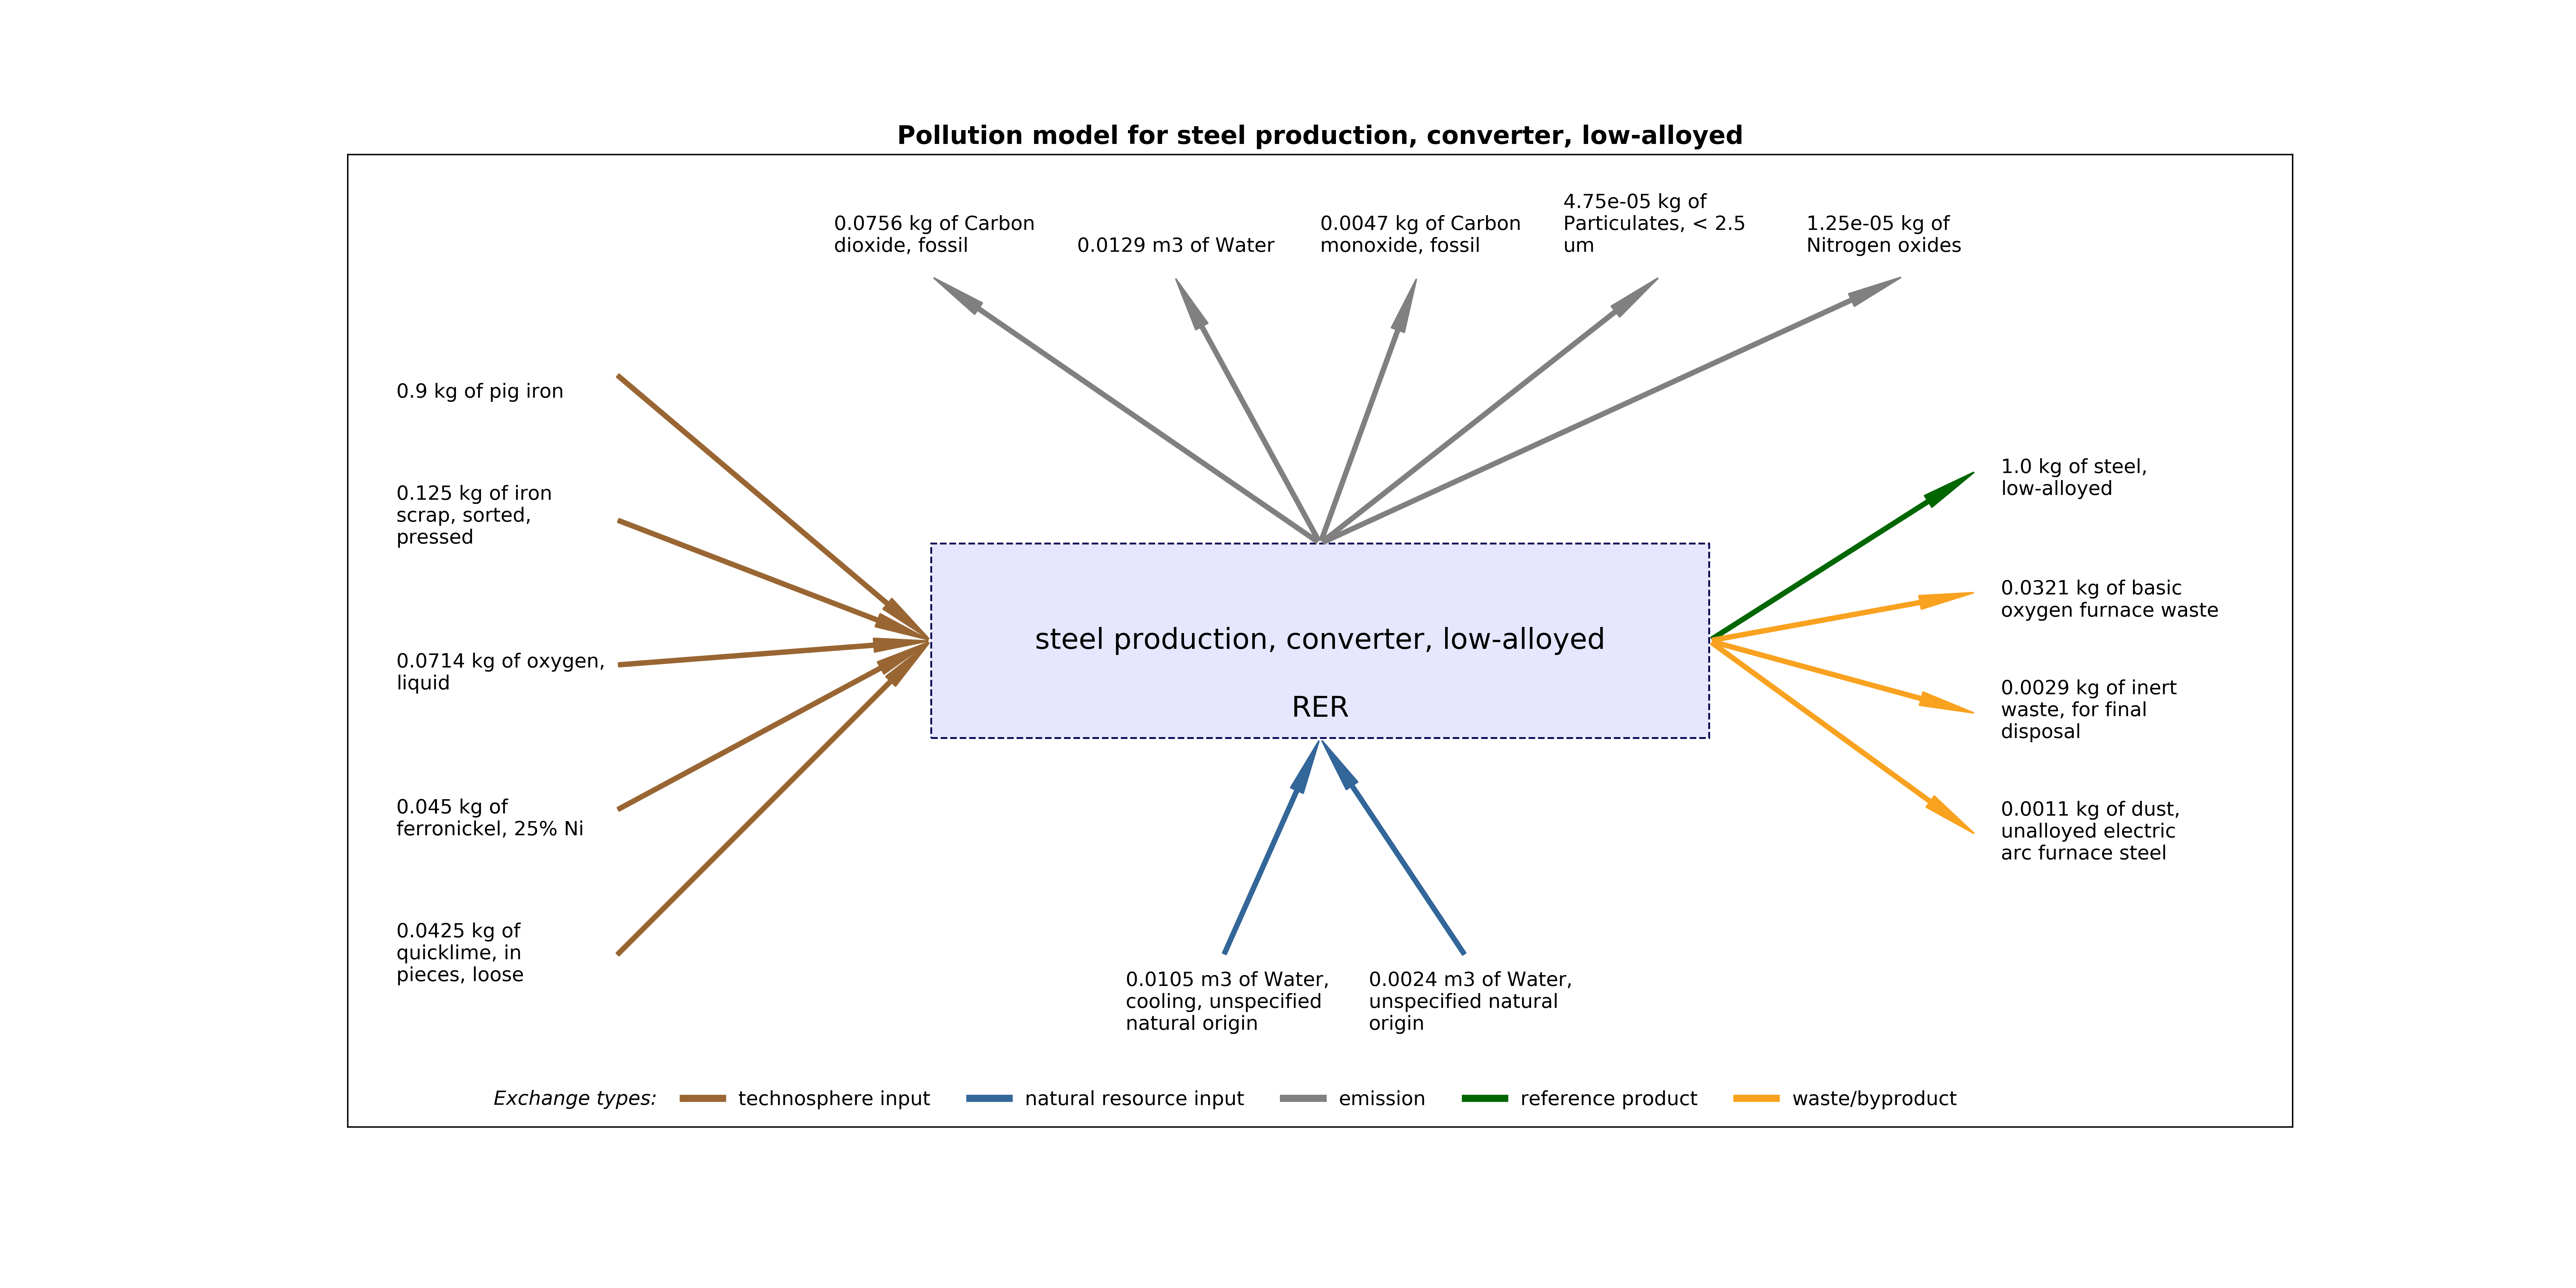 Pollution model for steel production, converter, low-alloyed
0.0756 kg of Carbon
dioxide, fossil
0.0129 m3 of Water
0.0047 kg of Carbon
monoxide, fossil
4.75e-05 kg of
Particulates, < 2.5
um
1.25e-05 kg of
Nitrogen oxides
0.9 kg of pig iron
0.125 kg of iron
scrap, sorted,
pressed
0.0714 kg of oxygen,
liquid
0.045 kg of
ferronickel, 25% Ni
0.0425 kg of
quicklime, in
pieces, loose
steel production, converter, low-alloyed
RER
1.0 kg of steel,
low-alloyed
0.0321 kg of basic
oxygen furnace waste
0.0029 kg of inert
waste, for final
disposal
0.0011 kg of dust,
unalloyed electric
arc furnace steel
0.0105 m3 of Water,
cooling, unspecified
natural origin
0.0024 m3 of Water,
unspecified natural
origin
Exchange types: technosphere input natural resource input emission reference product waste/byproduct